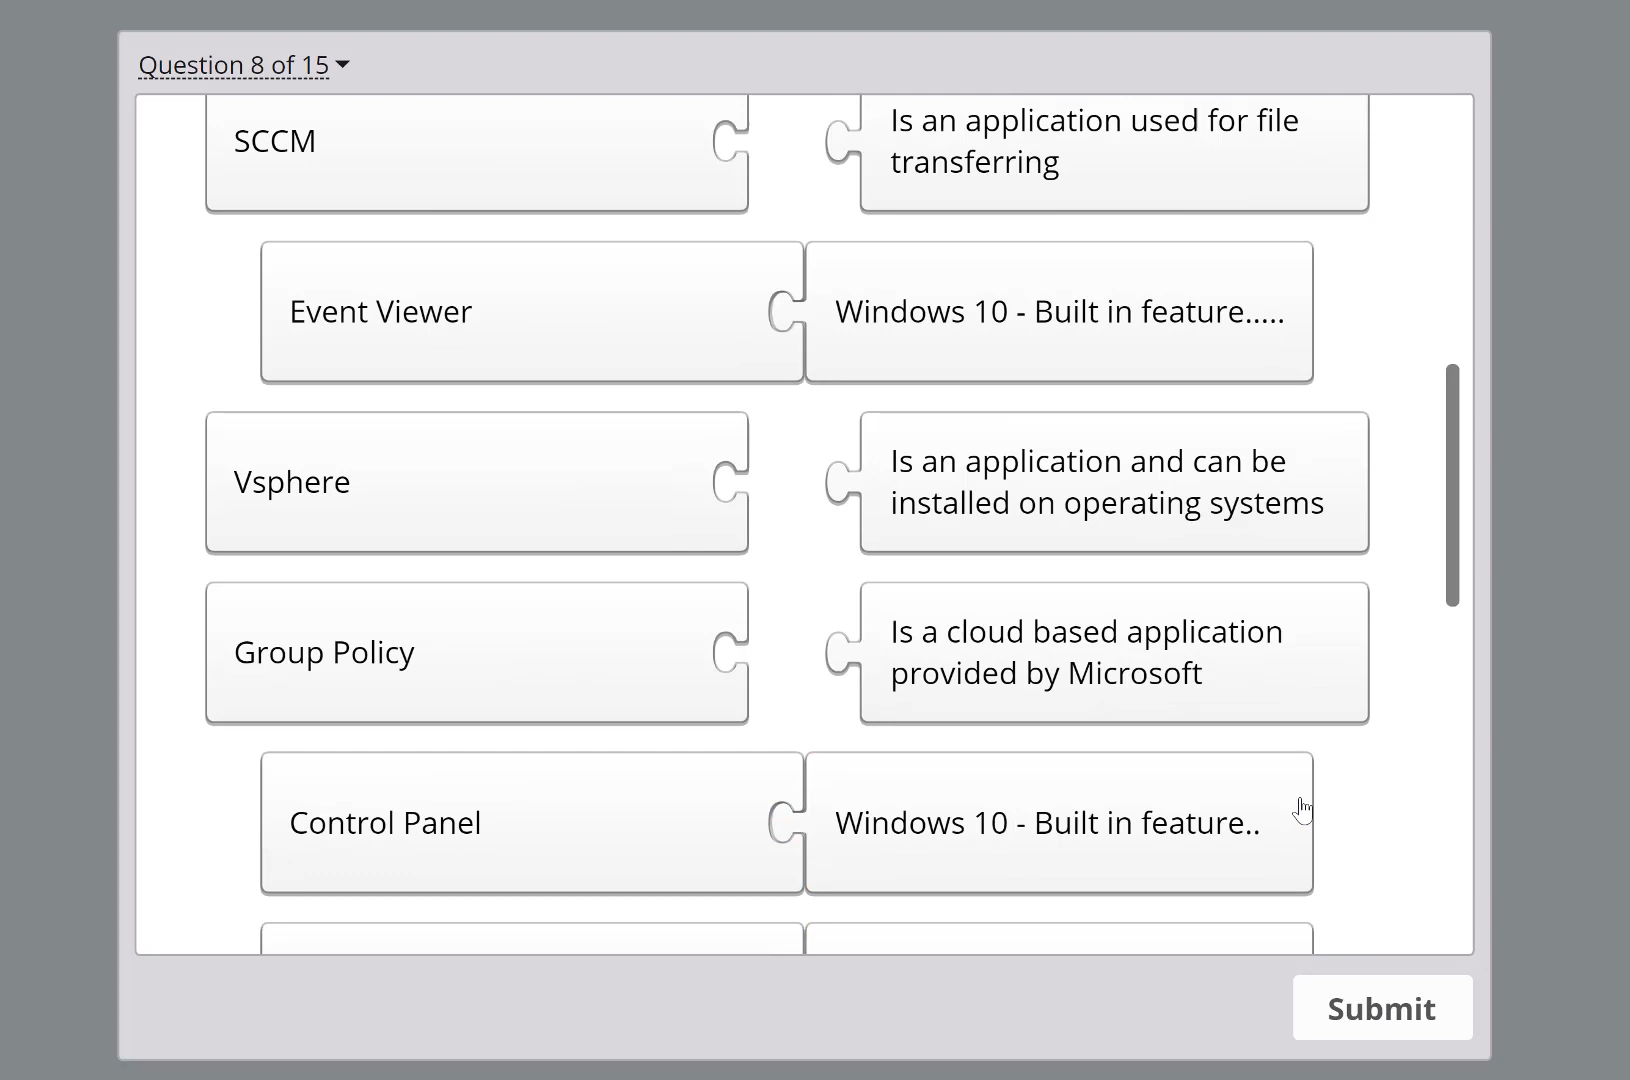 Question 8 of 15
SCCM
Is an application used for file
transferring
Event Viewer
Windows 10 - Built in feature.....
Vsphere
Is an application and can be
installed on operating systems
Group Policy
Is a cloud based application
provided by Microsoft
Control Panel
Windows 10 - Built in feature..
Submit